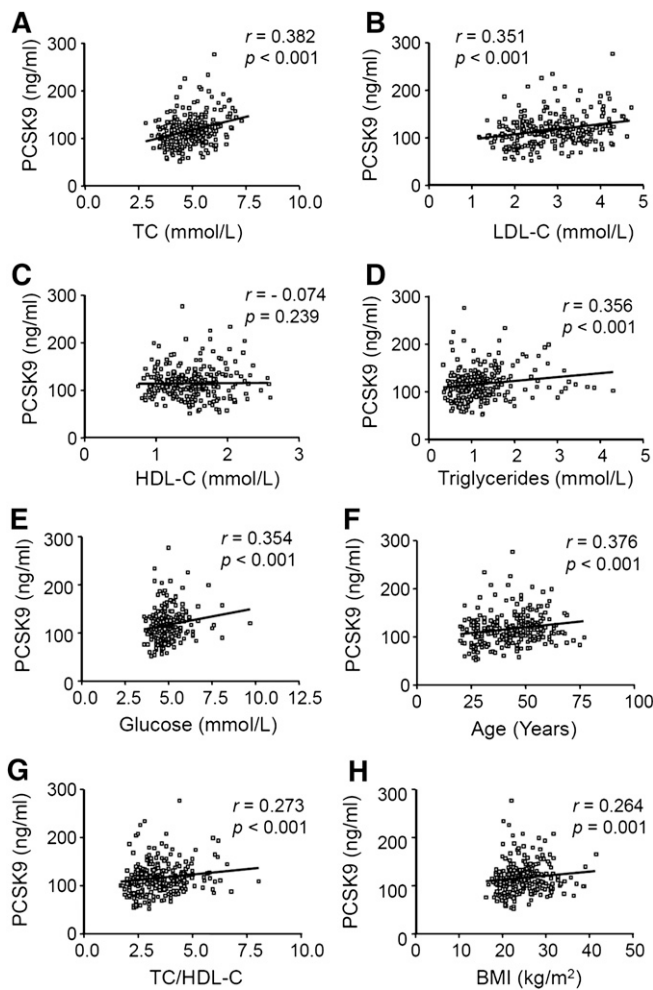 A
r = 0.382
p < 0.001
PCSK9 (ng/ml)
300
200
100
0
0.0 2.5 5.0 7.5 10.0
TC (mmol/L)
B
r = 0.351
p < 0.001
PCSK9 (ng/ml)
300
200
100
0
0 1 2 3 4 5
LDL-C (mmol/L)
C
r = - 0.074
p = 0.239
PCSK9 (ng/ml)
300
200
100
0
0 1 2 3
HDL-C (mmol/L)
D
r = 0.356
p < 0.001
PCSK9 (ng/ml)
300
200
100
0
0 1 2 3 4 5
Triglycerides (mmol/L)
E
r = 0.354
p < 0.001
PCSK9 (ng/ml)
300
200
100
0
0.0 2.5 5.0 7.5 10.0 12.5
Glucose (mmol/L)
F
r = 0.376
p < 0.001
PCSK9 (ng/ml)
300
200
100
0
0 25 50 75 100
Age (Years)
G
r = 0.273
p < 0.001
PCSK9 (ng/ml)
300
200
100
0
0.0 2.5 5.0 7.5 10.0
TC/HDL-C
H
r = 0.264
p = 0.001
PCSK9 (ng/ml)
300
200
100
0
0 10 20 30 40 50
BMI (kg/m²)